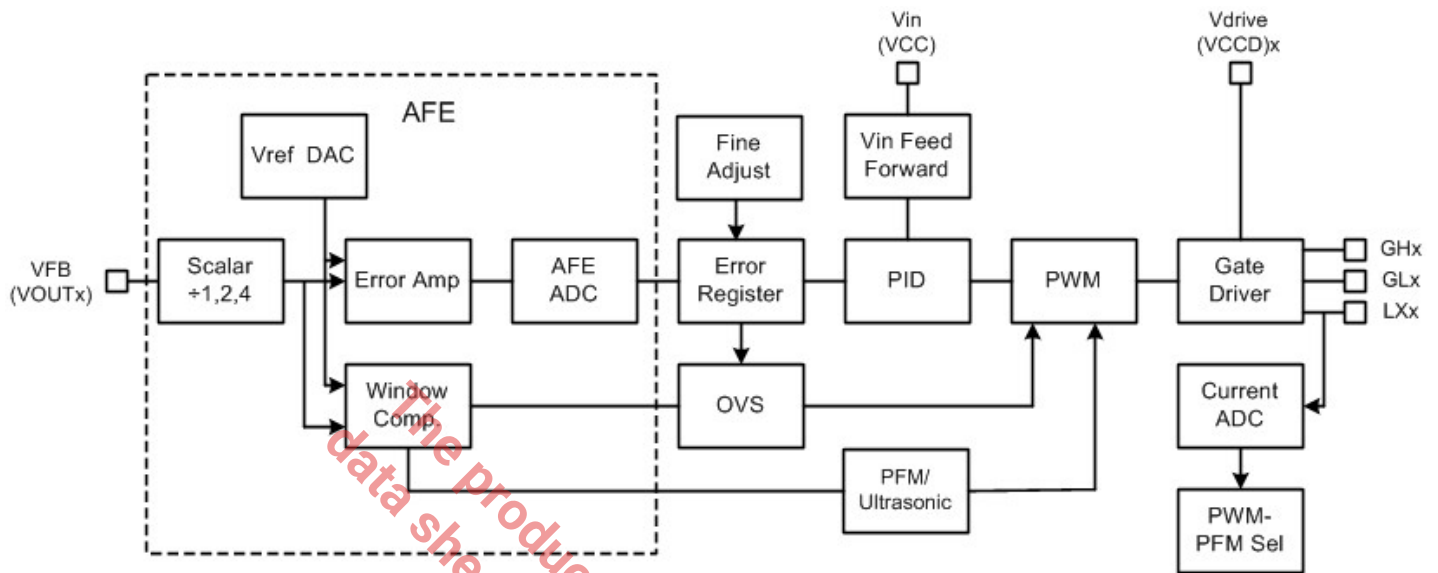 Vin
(VCC)
Vdrive
(VCCD)x
AFE
Vref DAC
Fine
Adjust
Vin Feed
Forward
VFB
(VOUTx)
Scalar
÷1,2,4
Error Amp
AFE
ADC
Error
Register
PID
PWM
Gate
Driver
GHx
GLx
LXx
Window
Comp.
OVS
Current
ADC
PFM/
Ultrasonic
PWM-
PFM Sel
The produc
data she